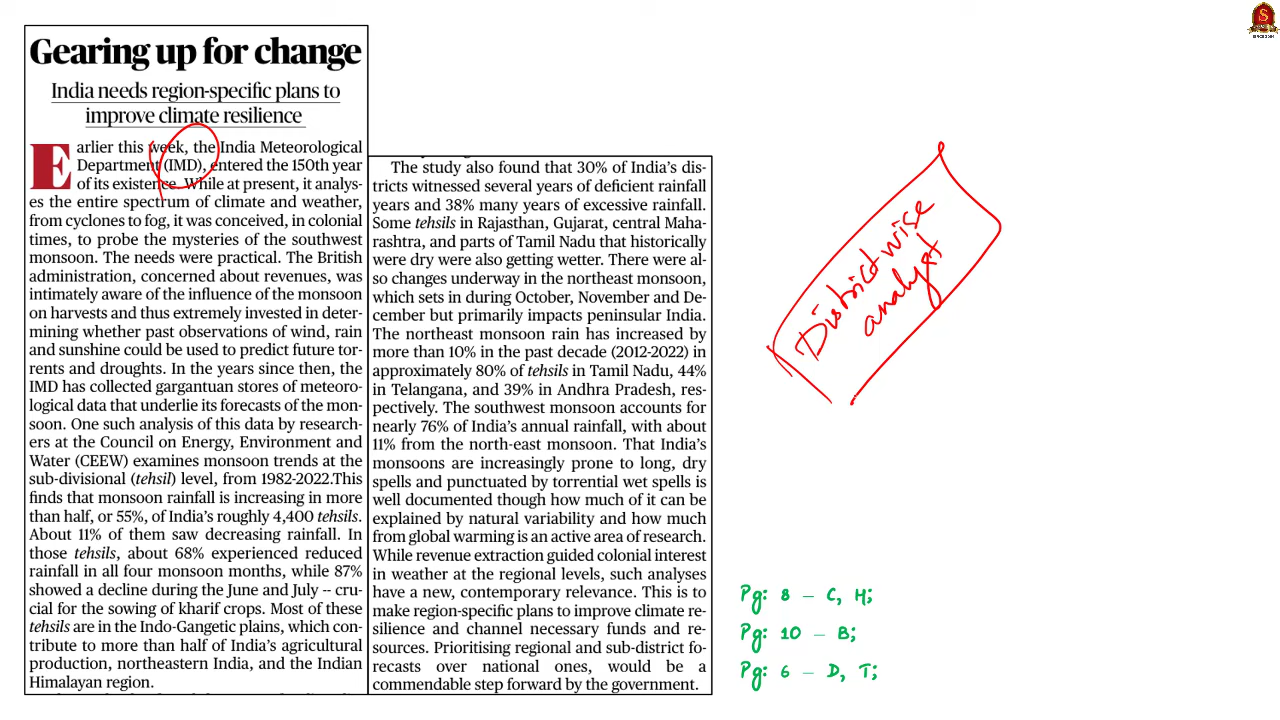 Gearing up for change
India needs region-specific plans to
improve climate resilience
Earlier this week, the India Meteorological
Department (IMD), entered the 150th year
of its existence. While at present, it analys-
es the entire spectrum of climate and weather,
from cyclones to fog, it was conceived, in colonial
times, to probe the mysteries of the southwest
monsoon. The needs were practical. The British
administration, concerned about revenues, was
intimately aware of the influence of the monsoon
on harvests and thus extremely invested in deter-
mining whether past observations of wind, rain
and sunshine could be used to predict future tor-
rents and droughts. In the years since then, the
IMD has collected gargantuan stores of meteoro-
logical data that underlie its forecasts of the mon-
soon. One such analysis of this data by research-
ers at the Council on Energy, Environment and
Water (CEEW) examines monsoon trends at the
sub-divisional (tehsil) level, from 1982-2022.This
finds that monsoon rainfall is increasing in more
than half, or 55%, of India's roughly 4,400 tehsils.
About 11% of them saw decreasing rainfall. In
those tehsils, about 68% experienced reduced
rainfall in all four monsoon months, while 87%
showed a decline during the June and July -- cru-
cial for the sowing of kharif crops. Most of these
tehsils are in the Indo-Gangetic plains, which con-
tribute to more than half of India's agricultural
production, northeastern India, and the Indian
Himalayan region.
The study also found that 30% of India's dis-
tricts witnessed several years of deficient rainfall
years and 38% many years of excessive rainfall.
Some tehsils in Rajasthan, Gujarat, central Maha-
rashtra, and parts of Tamil Nadu that historically
were dry were also getting wetter. There were al-
so changes underway in the northeast monsoon,
which sets in during October, November and De-
cember but primarily impacts peninsular India.
The northeast monsoon rain has increased by
more than 10% in the past decade (2012-2022) in
approximately 80% of tehsils in Tamil Nadu, 44%
in Telangana, and 39% in Andhra Pradesh, res-
pectively. The southwest monsoon accounts for
nearly 76% of India's annual rainfall, with about
11% from the north-east monsoon. That India's
monsoons are increasingly prone to long, dry
spells and punctuated by torrential wet spells is
well documented though how much of it can be
explained by natural variability and how much
from global warming is an active area of research.
While revenue extraction guided colonial interest
in weather at the regional levels, such analyses
have a new, contemporary relevance. This is to
make region-specific plans to improve climate re-
silience and channel necessary funds and re-
sources. Prioritising regional and sub-district fo-
recasts over national ones, would be a
commendable step forward by the government.
Districtwise
analyst
Pg: 8 – C, H;
Pg: 10 – B;
Pg: 6 – D, T;